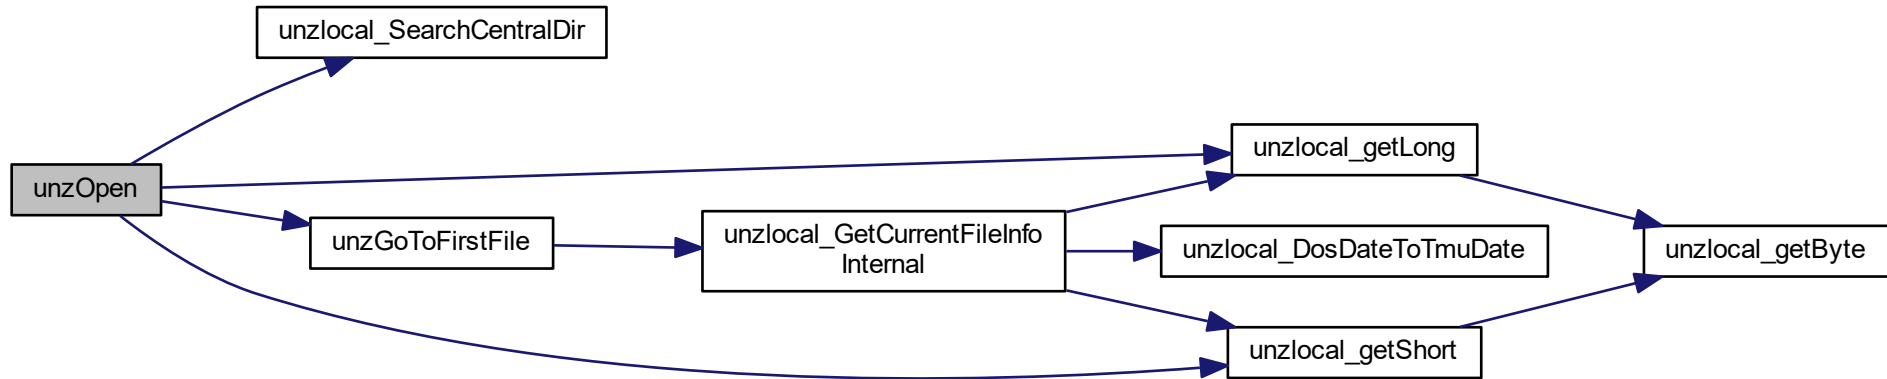 unzlocal_SearchCentralDir
unzOpen
unzGoToFirstFile
unzlocal_GetCurrentFileInfo
Internal
unzlocal_getLong
unzlocal_DosDateToTmuDate
unzlocal_getShort
unzlocal_getByte